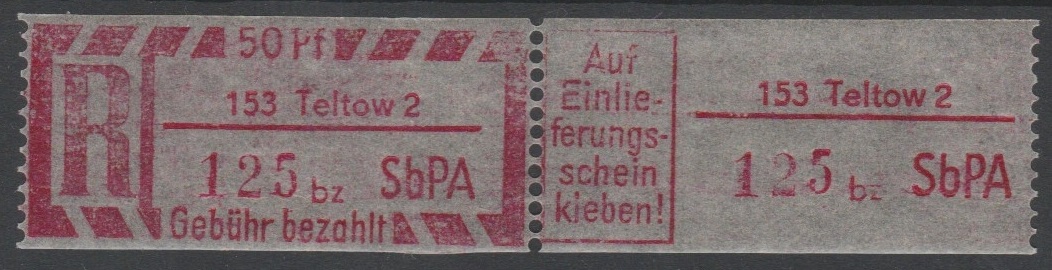 50 Pf
R
153 Teltow 2
125 bz SbPA
Gebühr bezahlt
Auf
Einlie-
ferungs-
schein
kleben!
153 Teltow 2
125 bz SbPA